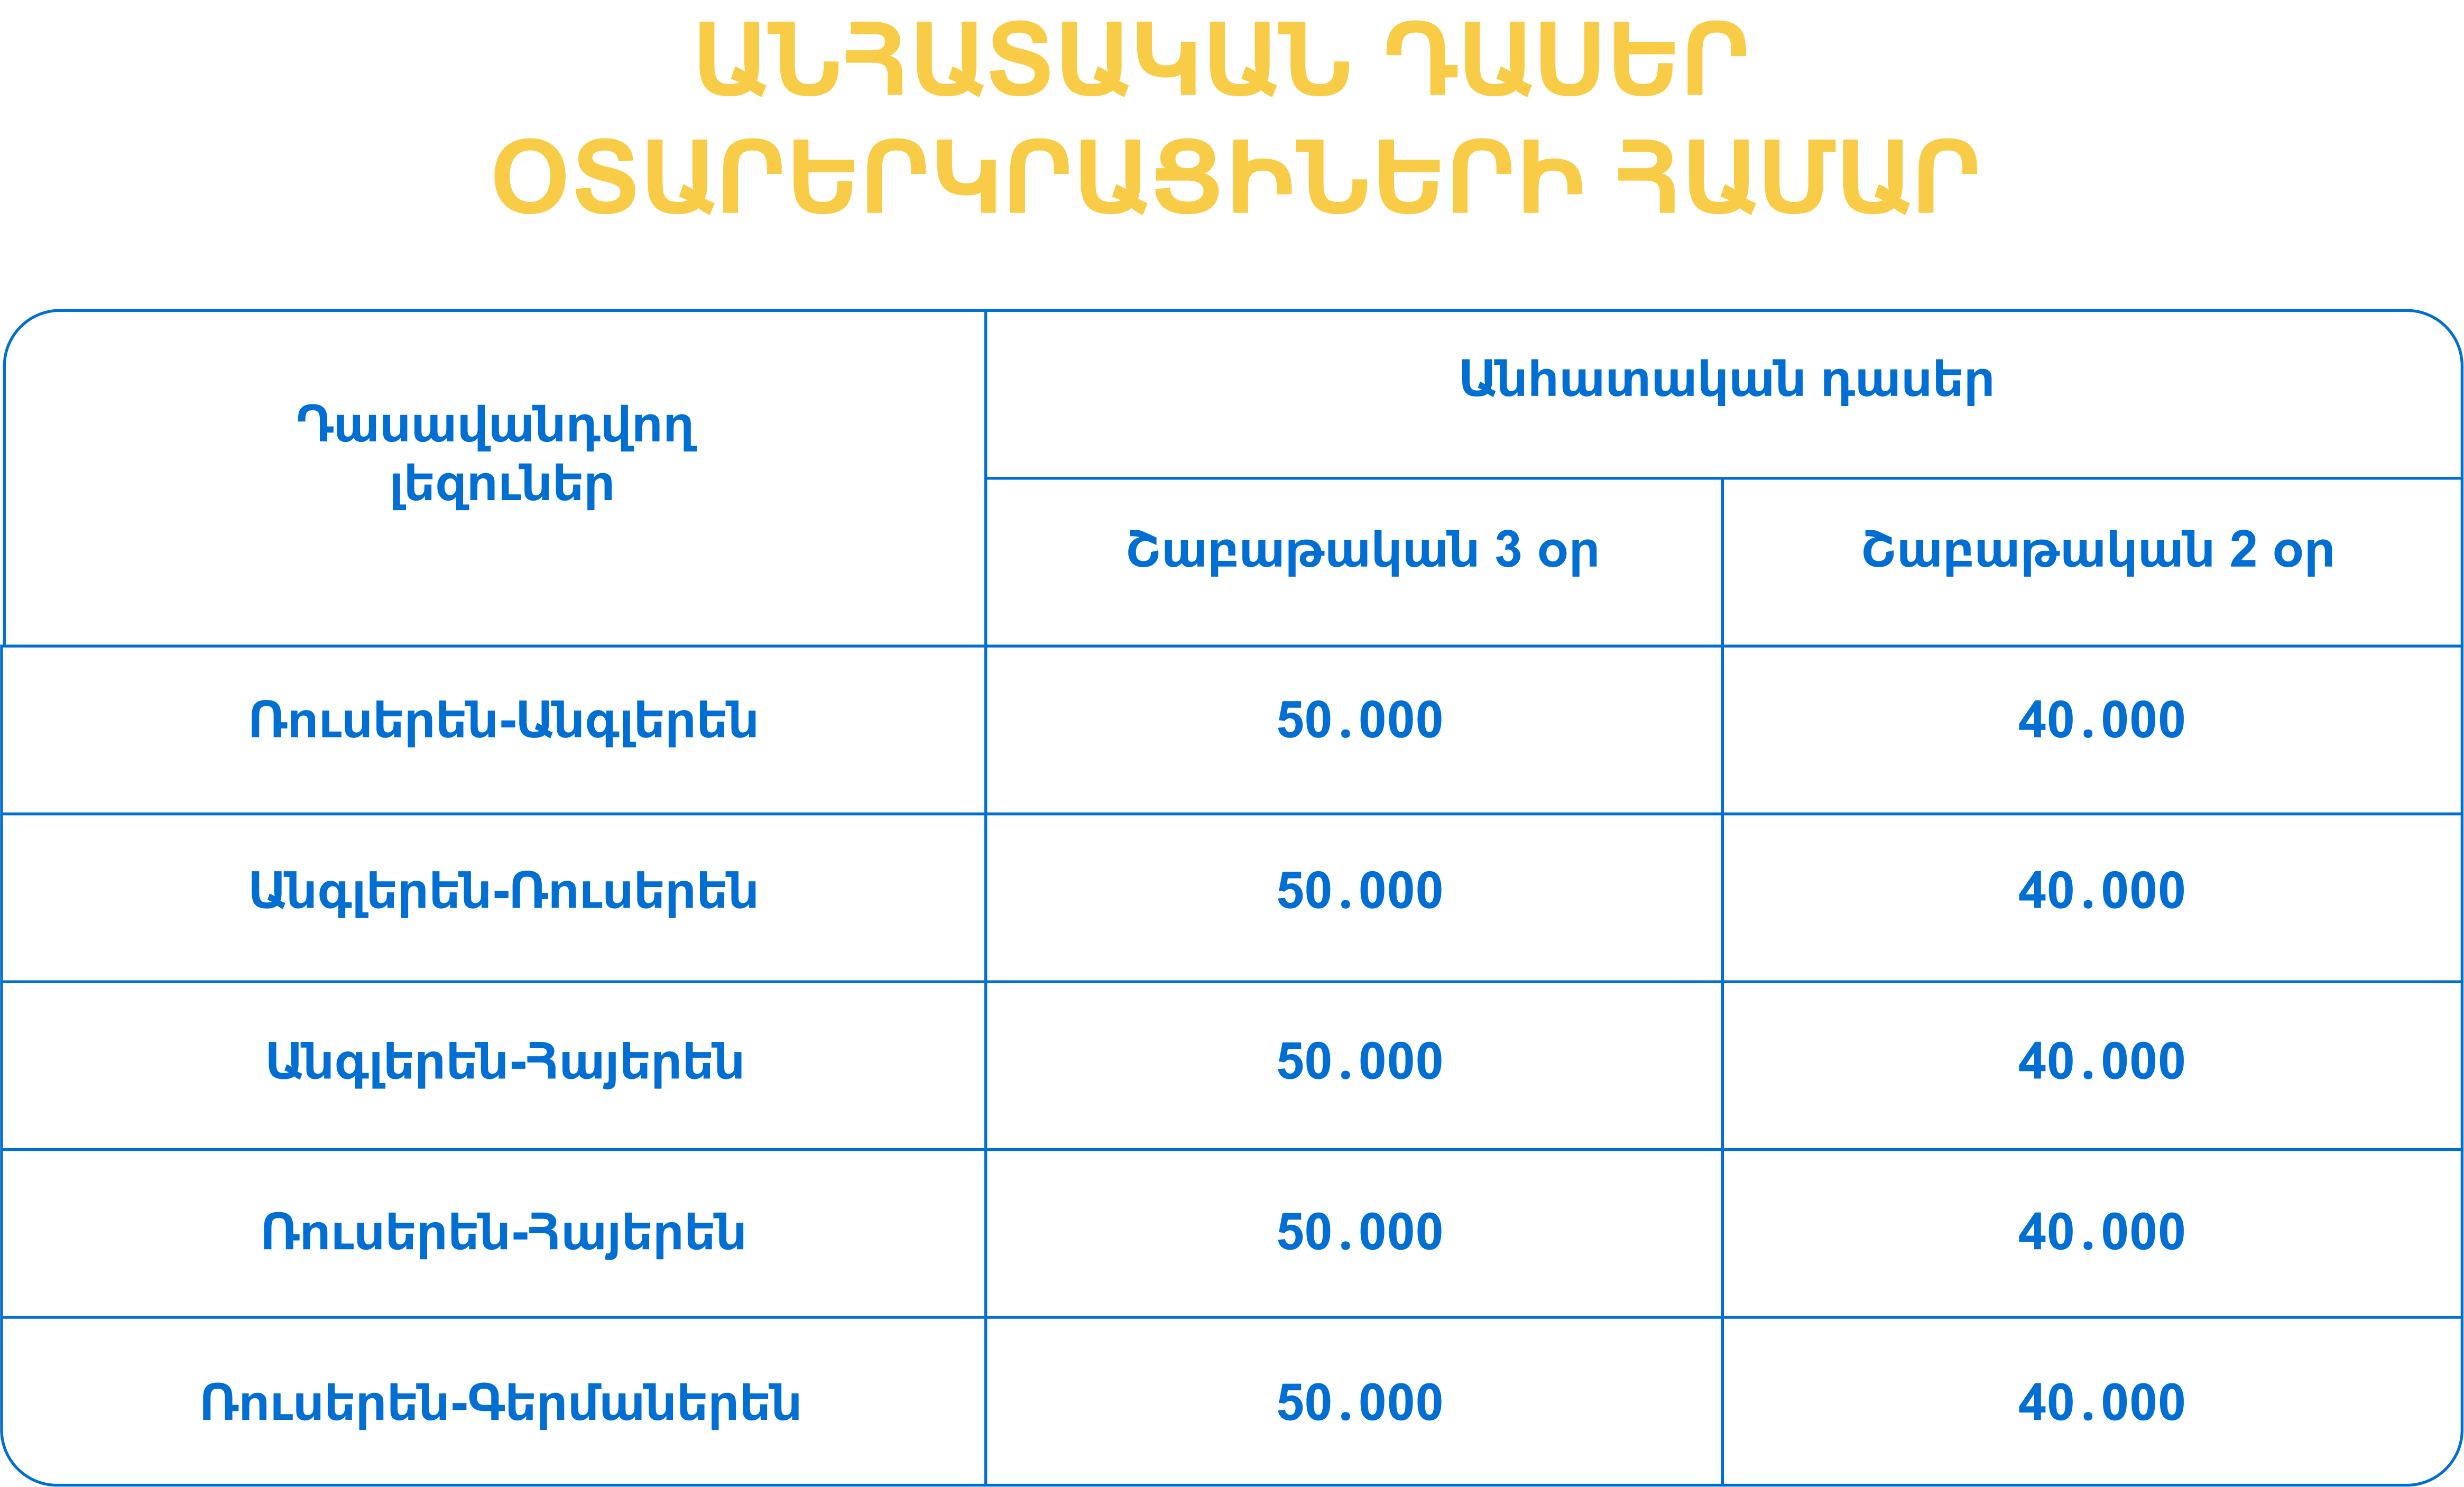 ԱՆՀԱՏԱԿԱՆ ԴԱՍԵՐ
ՕՏԱՐԵՐԿՐԱՑԻՆԵՐԻ ՀԱՄԱՐ
Անհատական դասեր
Դասավանդվող
լեզուներ
Շաբաթական 3 օր
Շաբաթական 2 օր
Ռուսերեն-Անգլերեն 50.000 40.000
Անգլերեն-Ռուսերեն 50.000 40.000
Անգլերեն-Հայերեն 50.000 40.000
Ռուսերեն-Հայերեն 50.000 40.000
Ռուսերեն-Գերմաներեն 50.000 40.000